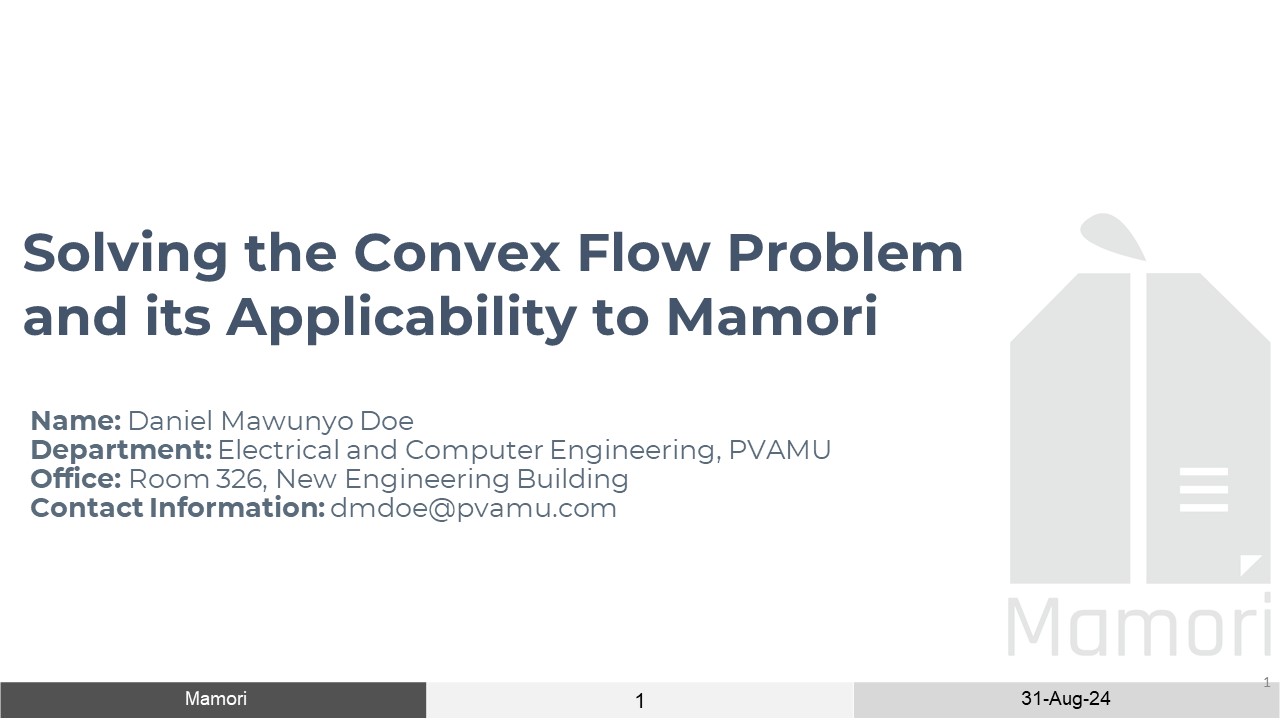 Solving the Convex Flow Problem
and its Applicability to Mamori
Name: Daniel Mawunyo Doe
Department: Electrical and Computer Engineering, PVAMU
Office: Room 326, New Engineering Building
Contact Information: dmdoe@pvamu.com
Mamori
1
Mamori
1
31-Aug-24